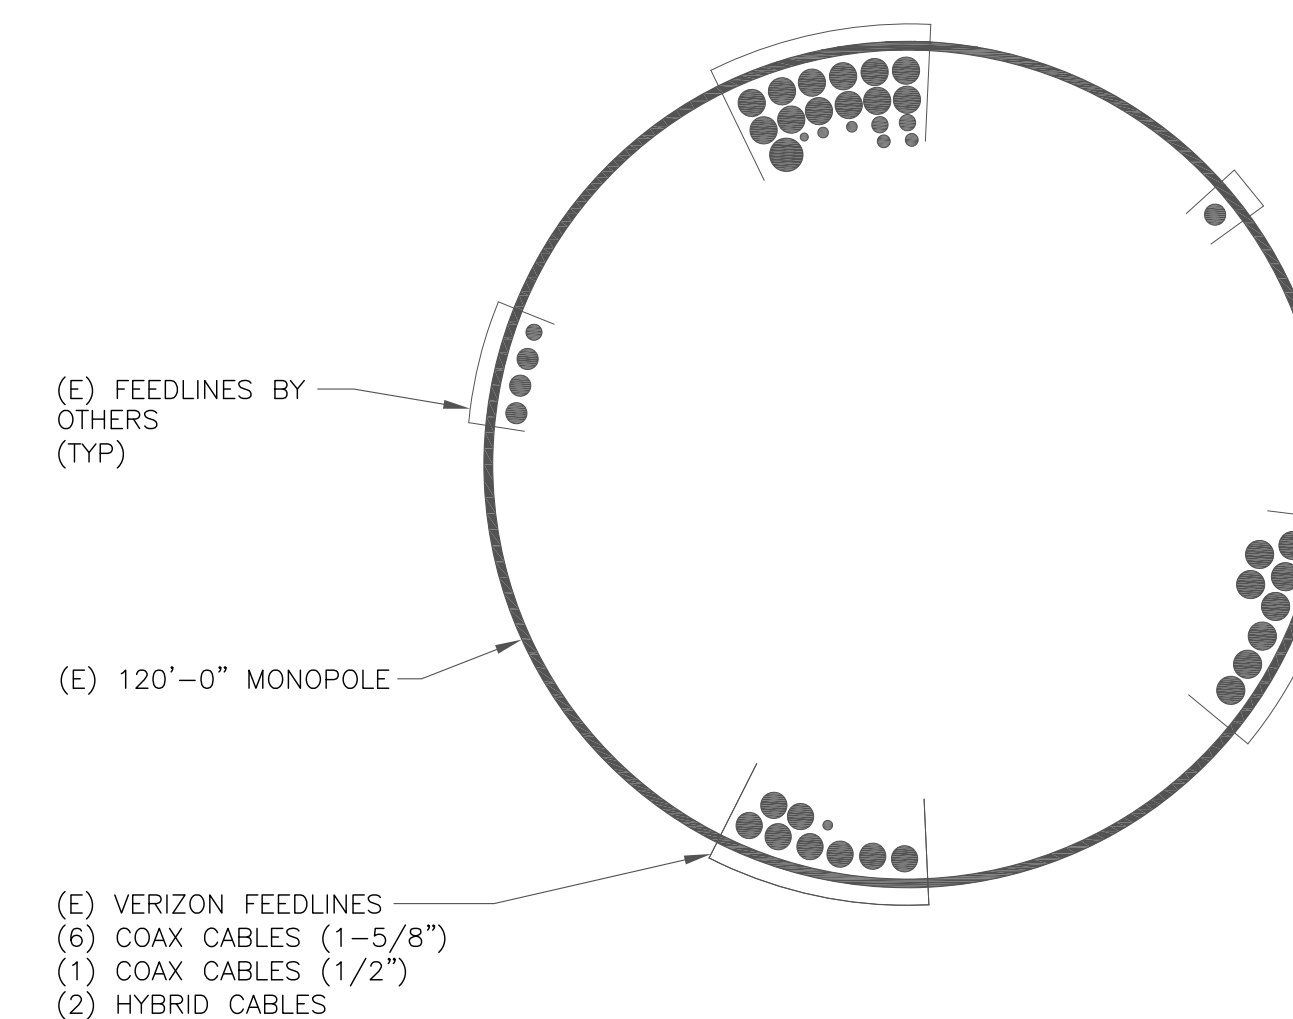 (E) FEEDLINES BY
OTHERS
(TYP)
(E) 120'-0" MONOPOLE
(E) VERIZON FEEDLINES
(6) COAX CABLES (1-5/8")
(1) COAX CABLES (1/2")
(2) HYBRID CABLES